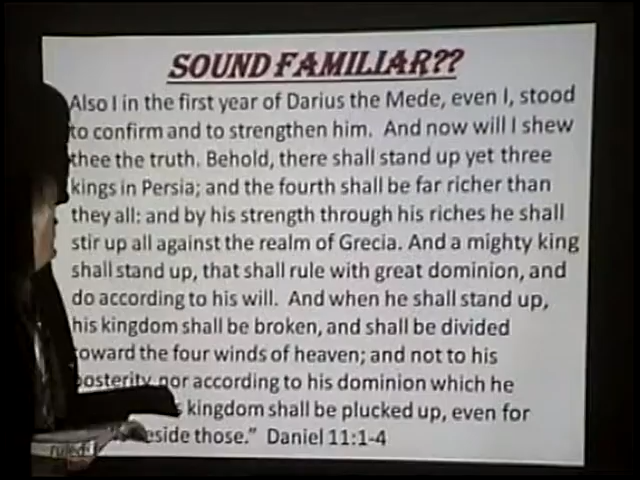 SOUND FAMILIAR??
Also I in the first year of Darius the Mede, even I, stood
to confirm and to strengthen him. And now will I shew
thee the truth. Behold, there shall stand up yet three
kings in Persia; and the fourth shall be far richer than
they all: and by his strength through his riches he shall
stir up all against the realm of Grecia. And a mighty king
shall stand up, that shall rule with great dominion, and
do according to his will. And when he shall stand up,
his kingdom shall be broken, and shall be divided
toward the four winds of heaven; and not to his
posterity nor according to his dominion which he
kingdom shall be plucked up, even for
eside those.” Daniel 11:1-4
ruled